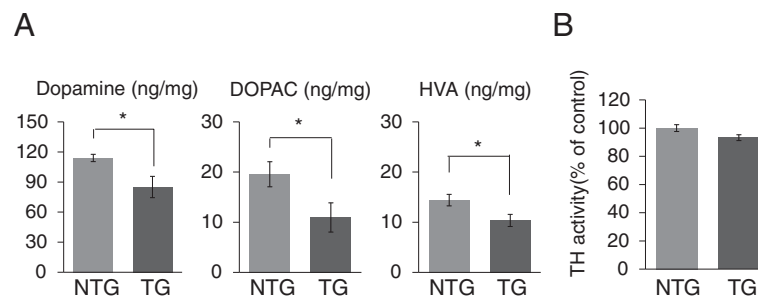 A
B
Dopamine (ng/mg)
DOPAC (ng/mg)
HVA (ng/mg)
150
120
90
60
30
0
*
NTG TG
30
20
10
0
*
NTG TG
30
20
10
0
*
NTG TG
TH activity(% of control)
120
100
80
60
40
20
0
NTG TG